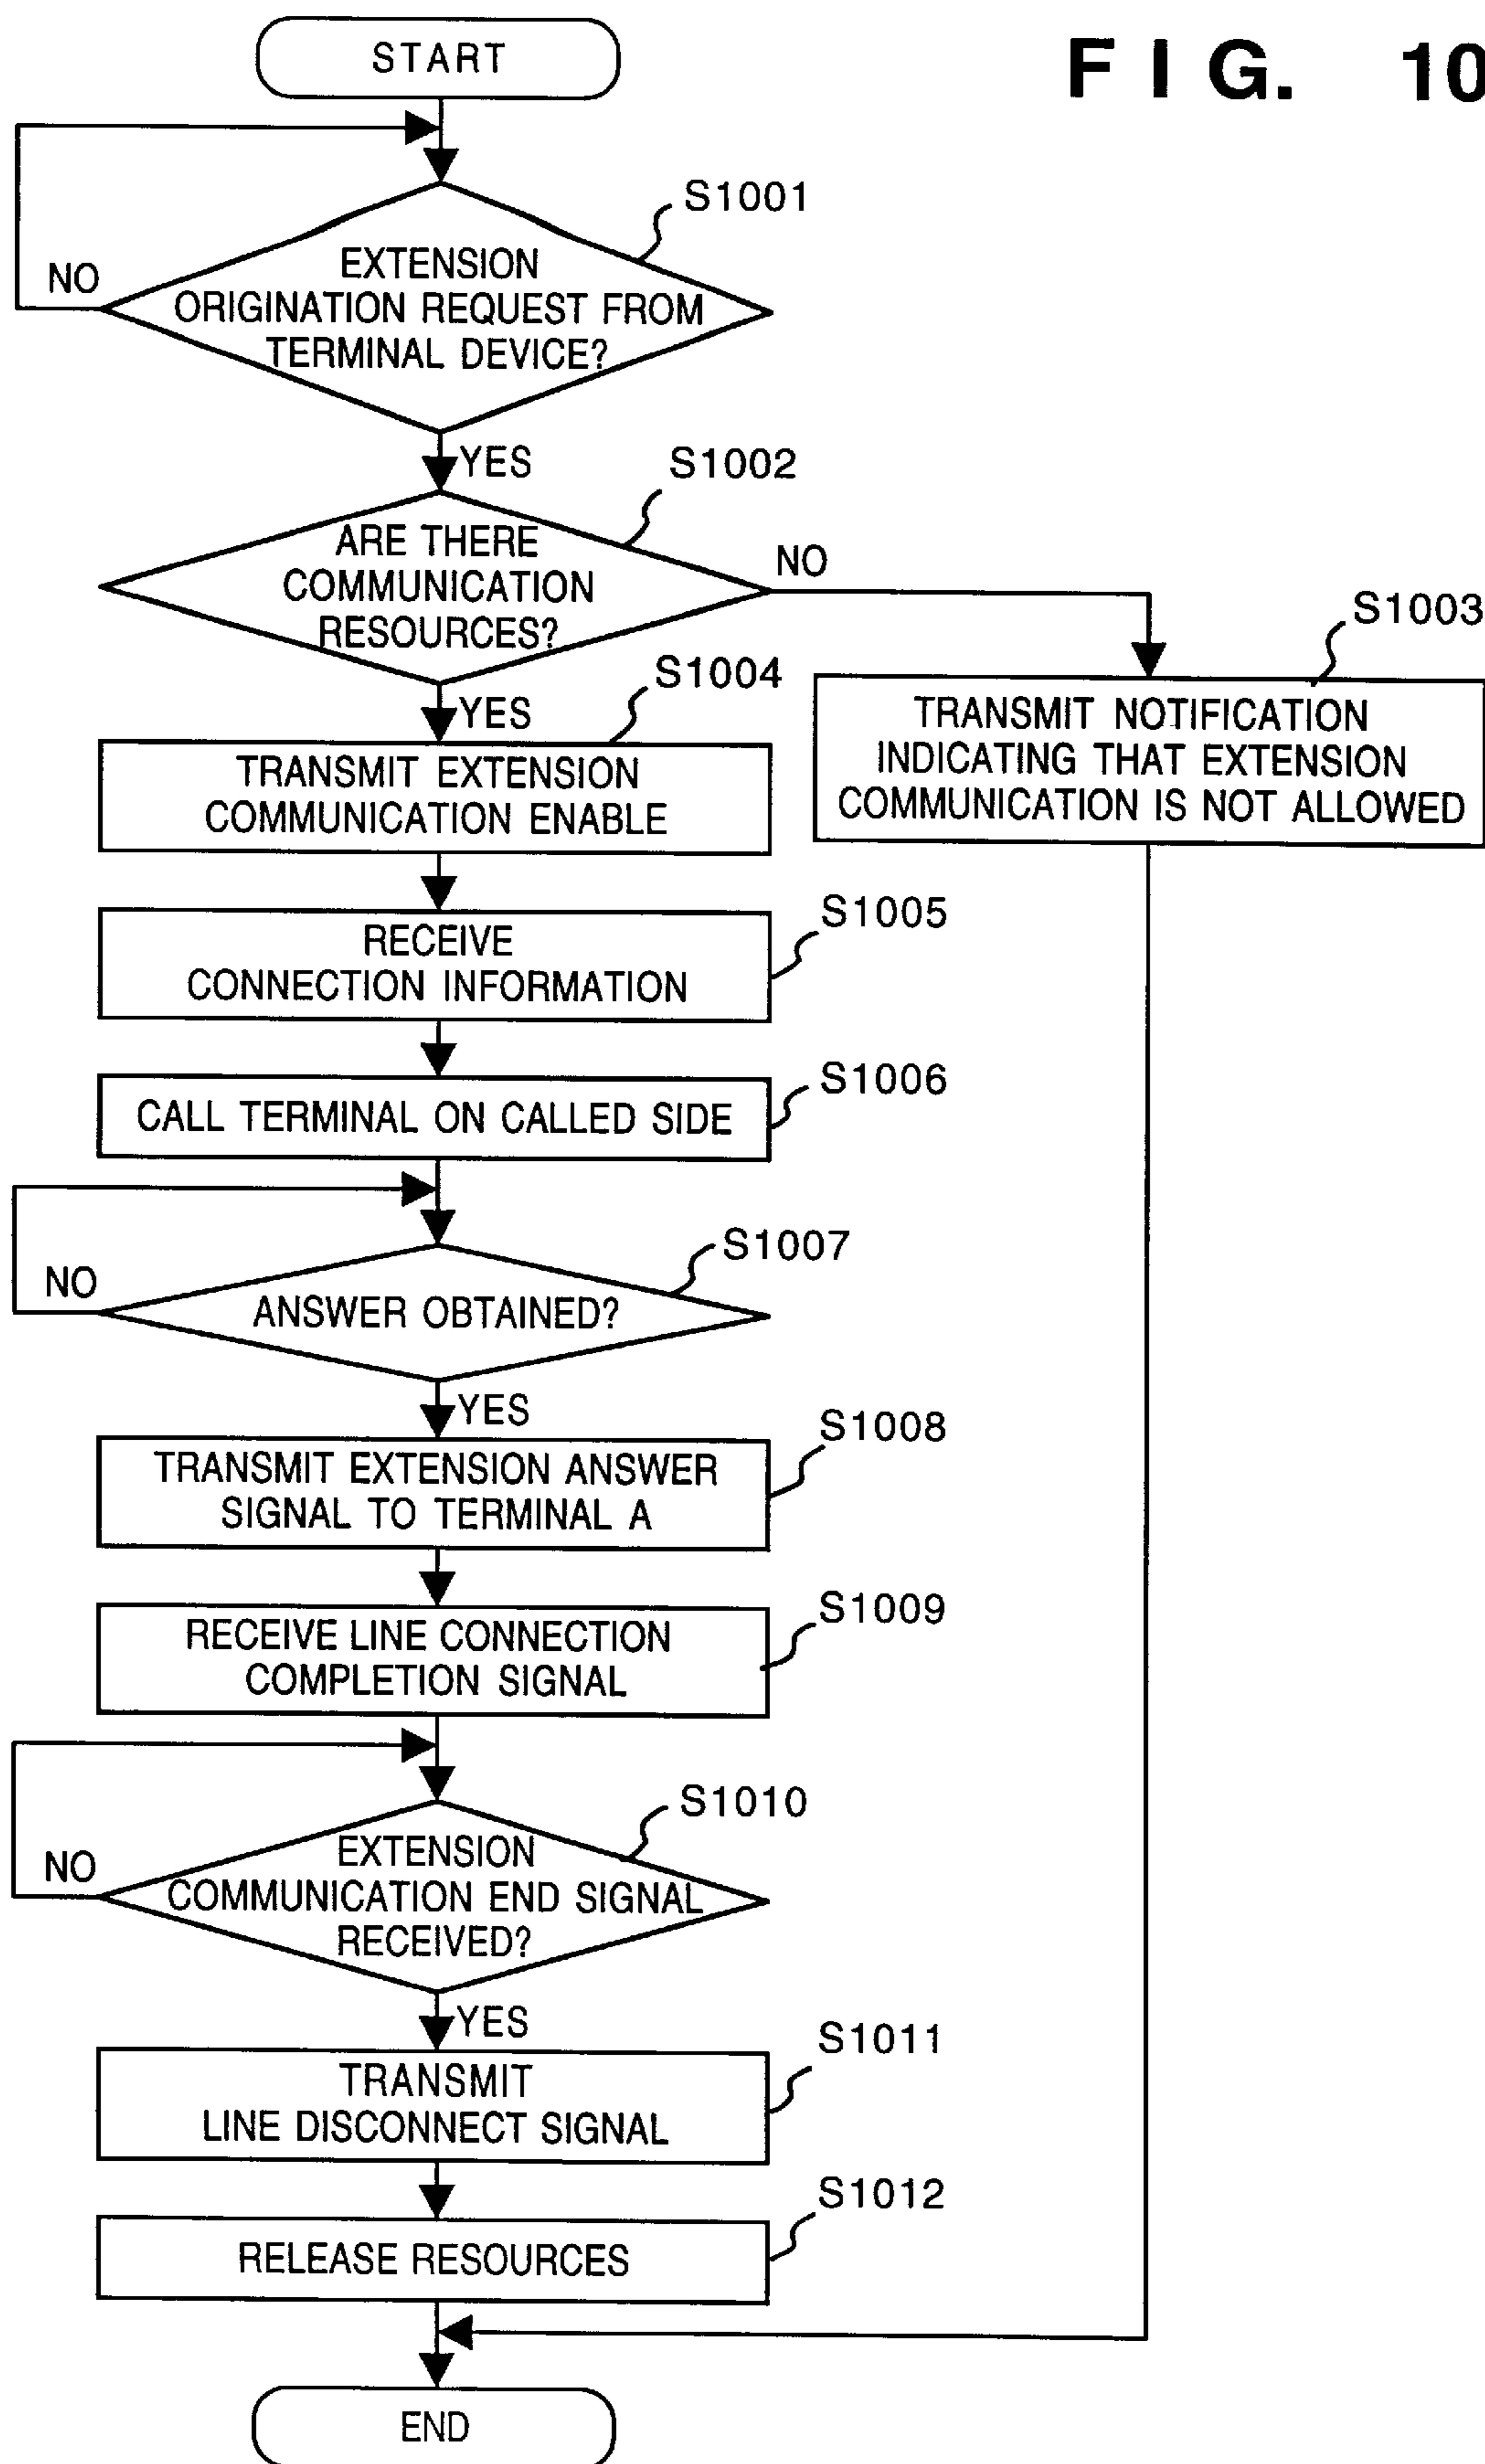 START
FIG. 10
S1001
EXTENSION
ORIGINATION REQUEST FROM
TERMINAL DEVICE?
NO
YES
S1002
ARE THERE
COMMUNICATION
RESOURCES?
NO
S1003
TRANSMIT NOTIFICATION
INDICATING THAT EXTENSION
COMMUNICATION IS NOT ALLOWED
YES
S1004
TRANSMIT EXTENSION
COMMUNICATION ENABLE
S1005
RECEIVE
CONNECTION INFORMATION
S1006
CALL TERMINAL ON CALLED SIDE
S1007
NO
ANSWER OBTAINED?
YES
S1008
TRANSMIT EXTENSION ANSWER
SIGNAL TO TERMINAL A
S1009
RECEIVE LINE CONNECTION
COMPLETION SIGNAL
S1010
NO
EXTENSION
COMMUNICATION END SIGNAL
RECEIVED?
YES
S1011
TRANSMIT
LINE DISCONNECT SIGNAL
S1012
RELEASE RESOURCES
END